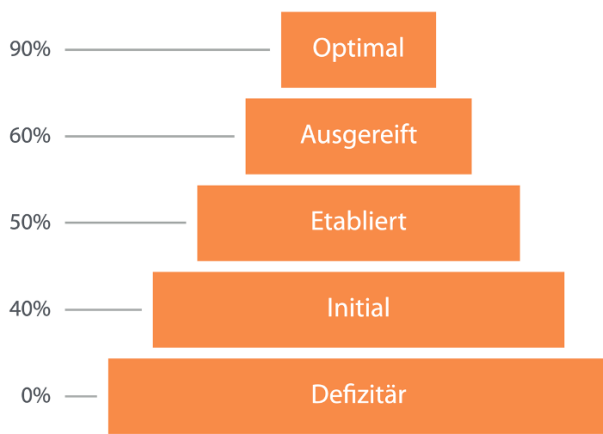 90% Optimal
60% Ausgereift
50% Etabliert
40% Initial
0% Defizitär